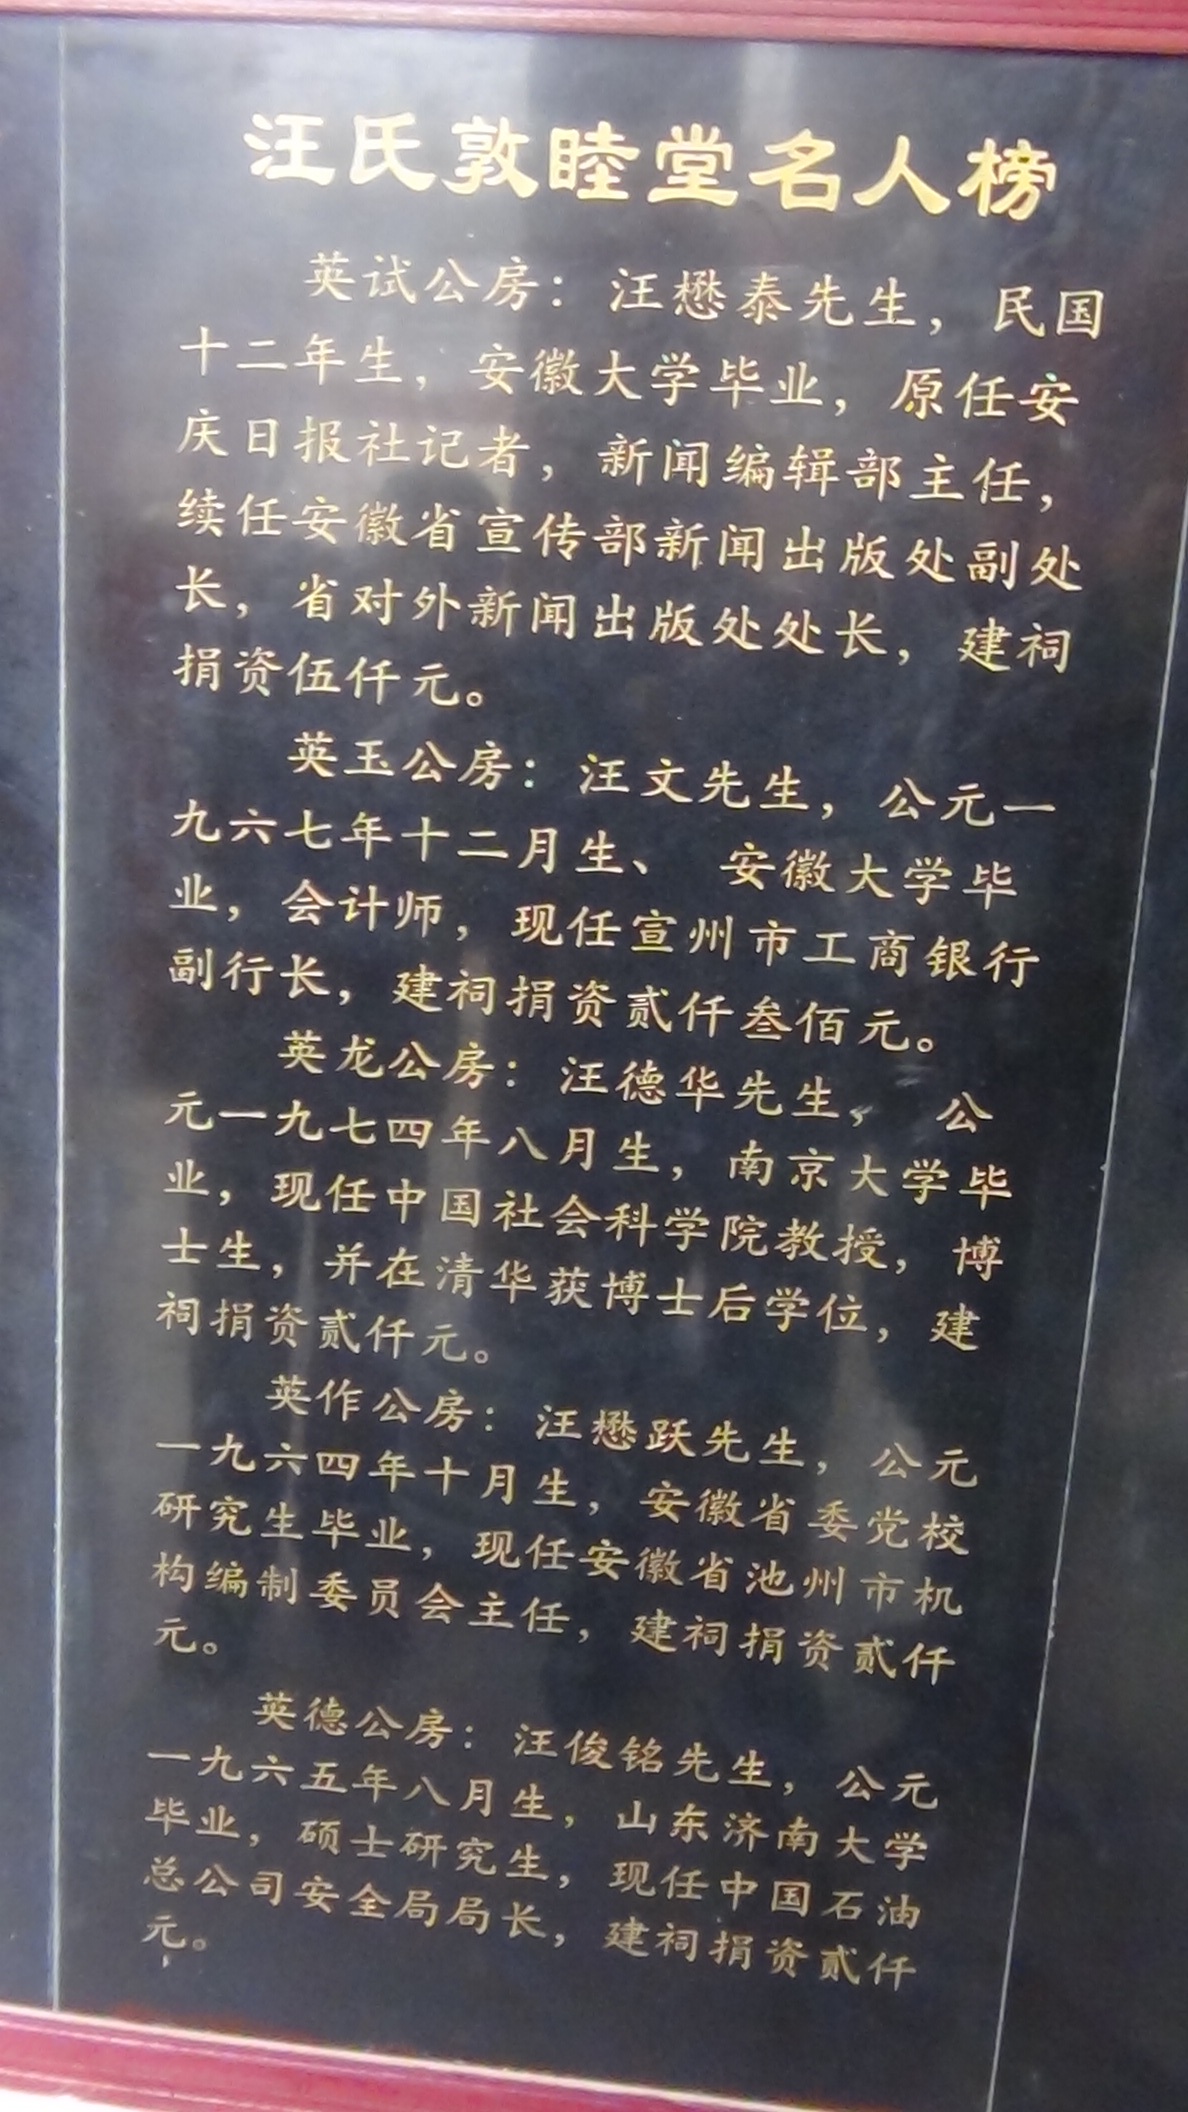 汪氏敦睦堂名人榜
英试公房：汪懋泰先生，民国
十二年生，安徽大学毕业，原任安
庆日报社记者，新闻编辑部主任，
续任安徽省宣传部新闻出版处副处
长，省对外新闻出版处处长，建祠
捐资伍仟元。
英玉公房：汪文先生，公元一
九六七年十二月生、安徽大学毕
业，会计师，现任宣州市工商银行
副行长，建祠捐资贰仟叁佰元。
英龙公房：汪德华先生，公
元一九七四年八月生，南京大学毕
业，现任中国社会科学院教授，博
士生，并在清华获博士后学位，建
祠捐资贰仟元。
英作公房：汪懋跃先生，公元
一九六四年十月生，安徽省委党校
研究生毕业，现任安徽省池州市机
构编制委员会主任，建祠捐资贰仟
元。
英德公房：汪俊铭先生，公元
一九六五年八月生，山东济南大学
毕业，硕士研究生，现任中国石油
总公司安全局局长，建祠捐资贰仟
元。